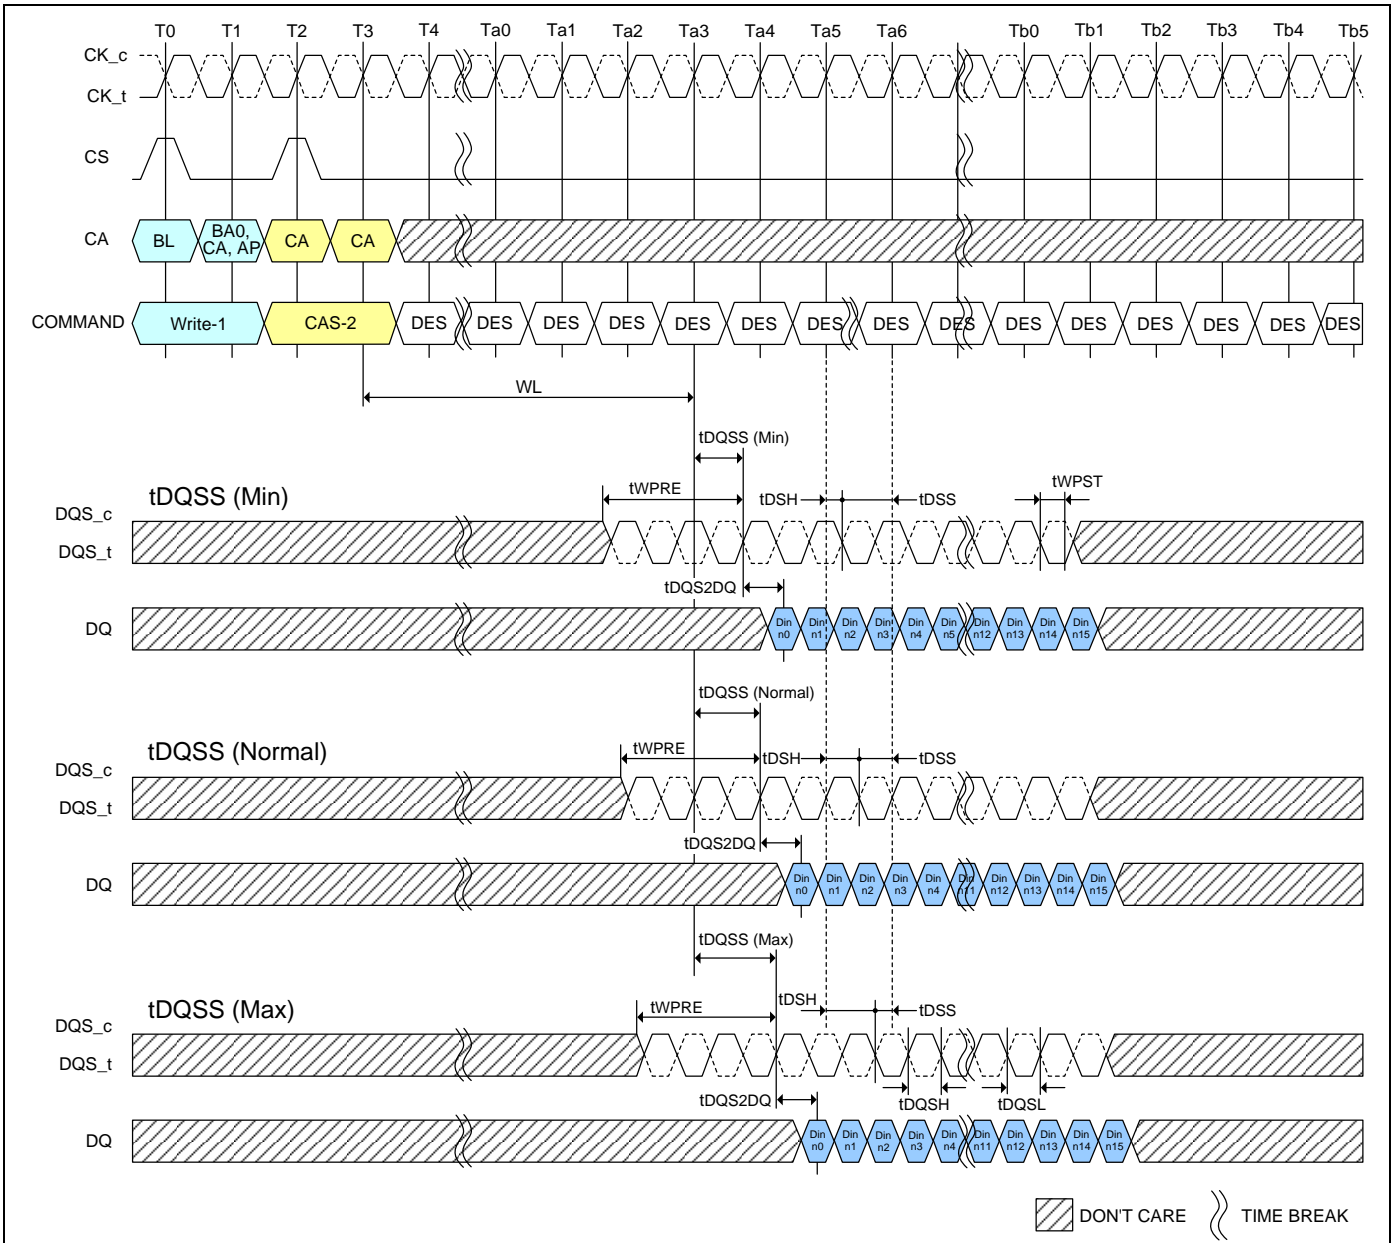 T0 T1 T2 T3 T4 Ta0 Ta1 Ta2 Ta3 Ta4 Ta5 Ta6 Tb0 Tb1 Tb2 Tb3 Tb4 Tb5
CK_c
CK_t
CS
CA BL BA0, CA, AP CA CA
COMMAND Write-1 CAS-2 DES DES DES DES DES DES DES DES DES DES DES DES DES DES DES
WL
tDQSS (Min)
tDQSS (Min) tWPRE tDSH tDSS tWPST
DQS_c
DQS_t
tDQS2DQ
DQ Din n0 Din n1 Din n2 Din n3 Din n4 Din n5 Din n12 Din n13 Din n14 Din n15
tDQSS (Normal)
tDQSS (Normal) tWPRE tDSH tDSS
DQS_c
DQS_t
tDQS2DQ
DQ Din n0 Din n1 Din n2 Din n3 Din n4 Din n11 Din n12 Din n13 Din n14 Din n15
tDQSS (Max)
tDQSS (Max) tWPRE tDSH tDSS
DQS_c
DQS_t
tDQS2DQ tDQSH tDQSL
DQ Din n0 Din n1 Din n2 Din n3 Din n4 Din n11 Din n12 Din n13 Din n14 Din n15
DON'T CARE TIME BREAK